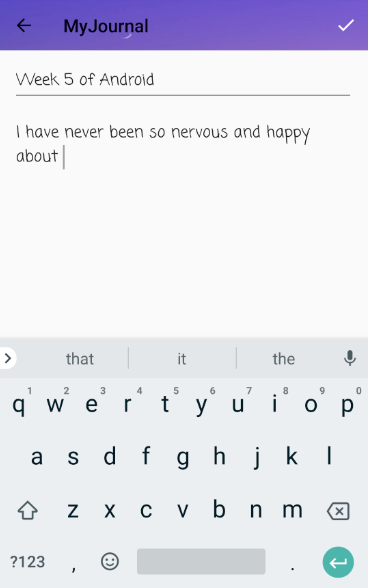 MyJournal
Week 5 of Android
I have never been so nervous and happy
about
that it the
1 2 3 4 5 6 7 8 9 0
q w e r t y u i o p
a s d f g h j k l
z x c v b n m
?123 , .